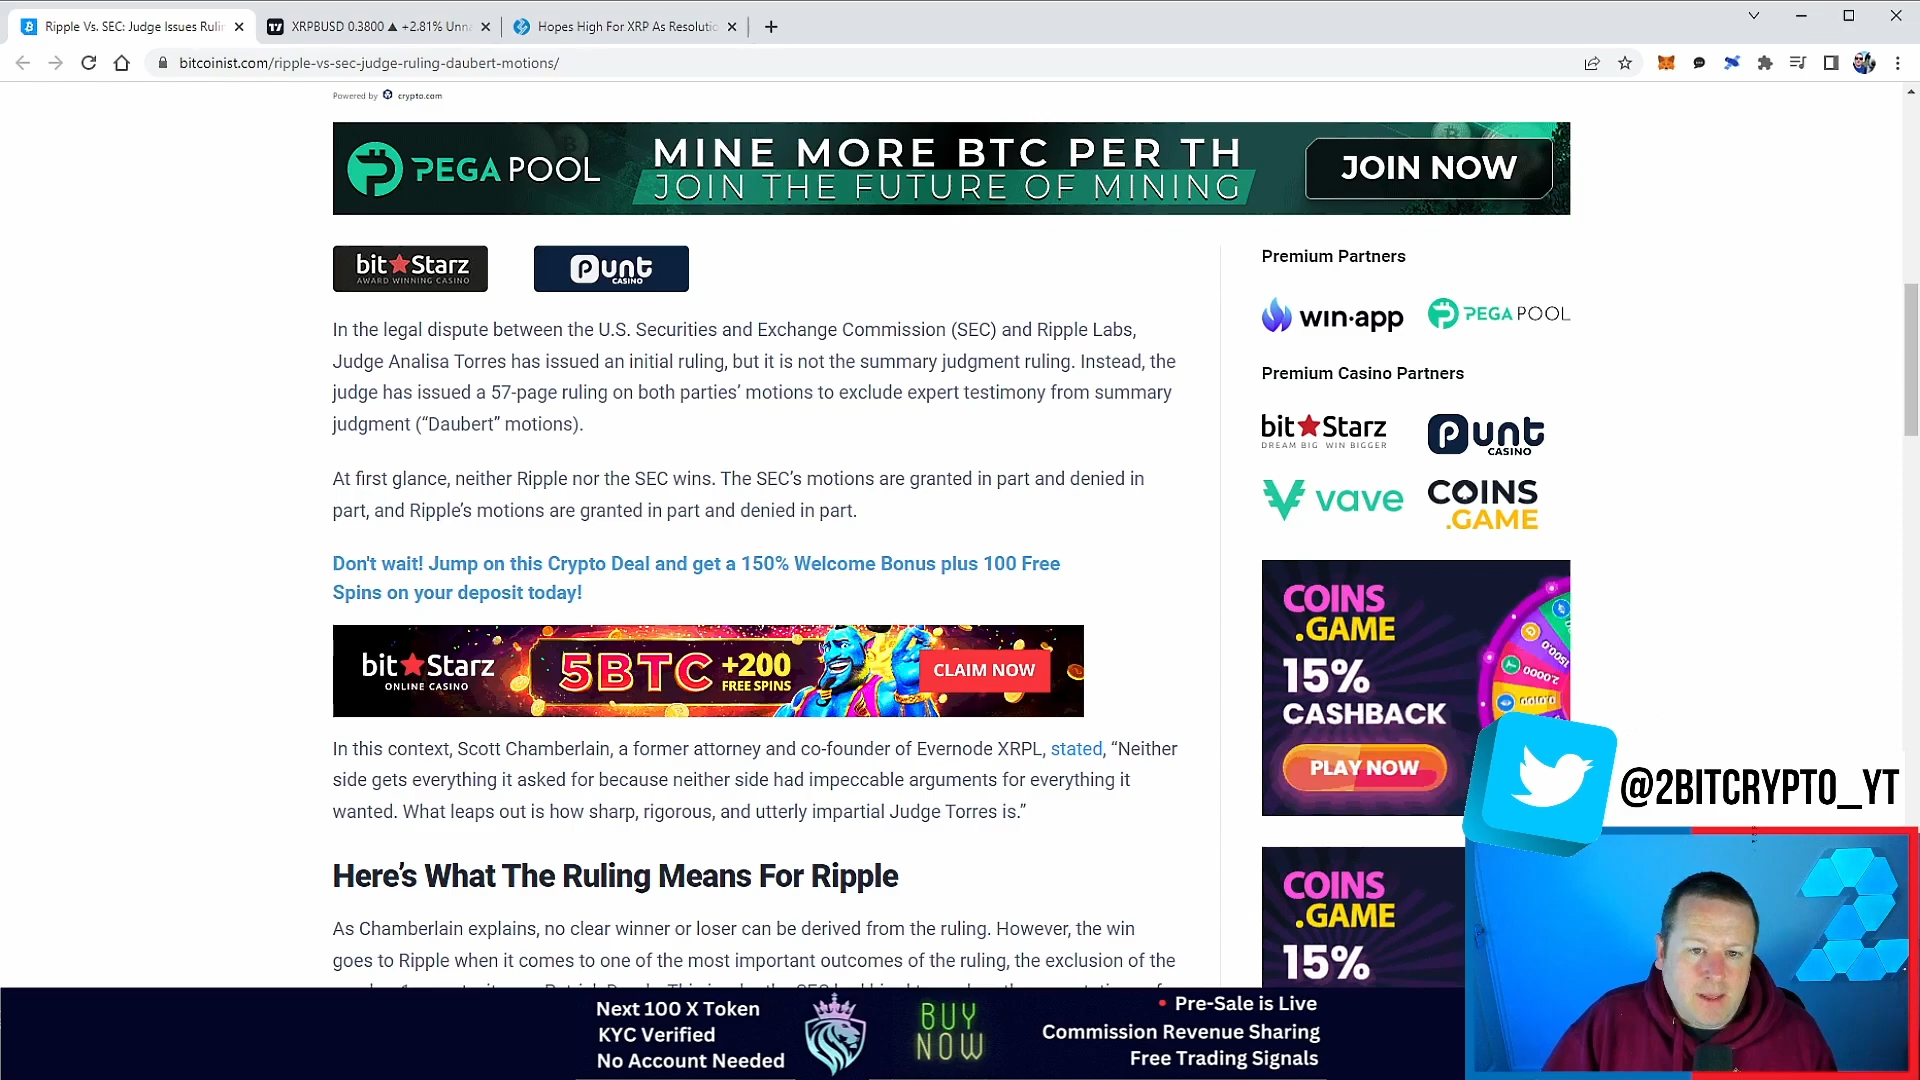 Ripple Vs. SEC: Judge Issues Rulin
XRPBUSD 0.3800 ▲ +2.81% Unna
Hopes High For XRP As Resolutio
bitcoinist.com/ripple-vs-sec-judge-ruling-daubert-motions/
Powered by crypto.com
PEGA POOL
MINE MORE BTC PER TH
JOIN THE FUTURE OF MINING
JOIN NOW
bit Starz
AWARD WINNING CASINO
Punt
CASINO
In the legal dispute between the U.S. Securities and Exchange Commission (SEC) and Ripple Labs,
Judge Analisa Torres has issued an initial ruling, but it is not the summary judgment ruling. Instead, the
judge has issued a 57-page ruling on both parties’ motions to exclude expert testimony from summary
judgment (“Daubert” motions).
At first glance, neither Ripple nor the SEC wins. The SEC’s motions are granted in part and denied in
part, and Ripple’s motions are granted in part and denied in part.
Don't wait! Jump on this Crypto Deal and get a 150% Welcome Bonus plus 100 Free
Spins on your deposit today!
bit Starz
ONLINE CASINO
5BTC
+200
FREE SPINS
CLAIM NOW
In this context, Scott Chamberlain, a former attorney and co-founder of Evernode XRPL, stated, “Neither
side gets everything it asked for because neither side had impeccable arguments for everything it
wanted. What leaps out is how sharp, rigorous, and utterly impartial Judge Torres is.”
Here’s What The Ruling Means For Ripple
As Chamberlain explains, no clear winner or loser can be derived from the ruling. However, the win
goes to Ripple when it comes to one of the most important outcomes of the ruling, the exclusion of the
Premium Partners
win·app
PEGA POOL
Premium Casino Partners
bit Starz
DREAM BIG WIN BIGGER
Punt
CASINO
vave
COINS
.GAME
COINS
.GAME
15%
CASHBACK
PLAY NOW
COINS
.GAME
15%
@2BITCRYPTO_YT
Next 100 X Token
KYC Verified
No Account Needed
BUY
NOW
• Pre-Sale is Live
Commission Revenue Sharing
Free Trading Signals